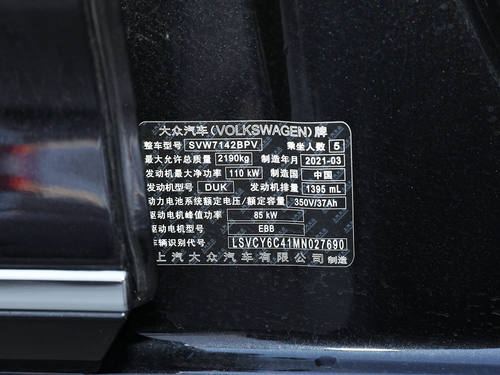 大众汽车(VOLKSWAGEN)牌
整车型号 SVW7142BPV 乘坐人数 5
最大允许总质量 2190kg 制造年月 2021-03
发动机最大净功率 110 kW 制造国 中国
发动机型号 DUK 发动机排量 1395 mL
动力电池系统额定电压/额定容量 350V/37Ah
驱动电机峰值功率 85 kW
驱动电机型号 EBB
车辆识别代号 LSVCY6C41MN027690
上汽大众汽车有限公司 制造